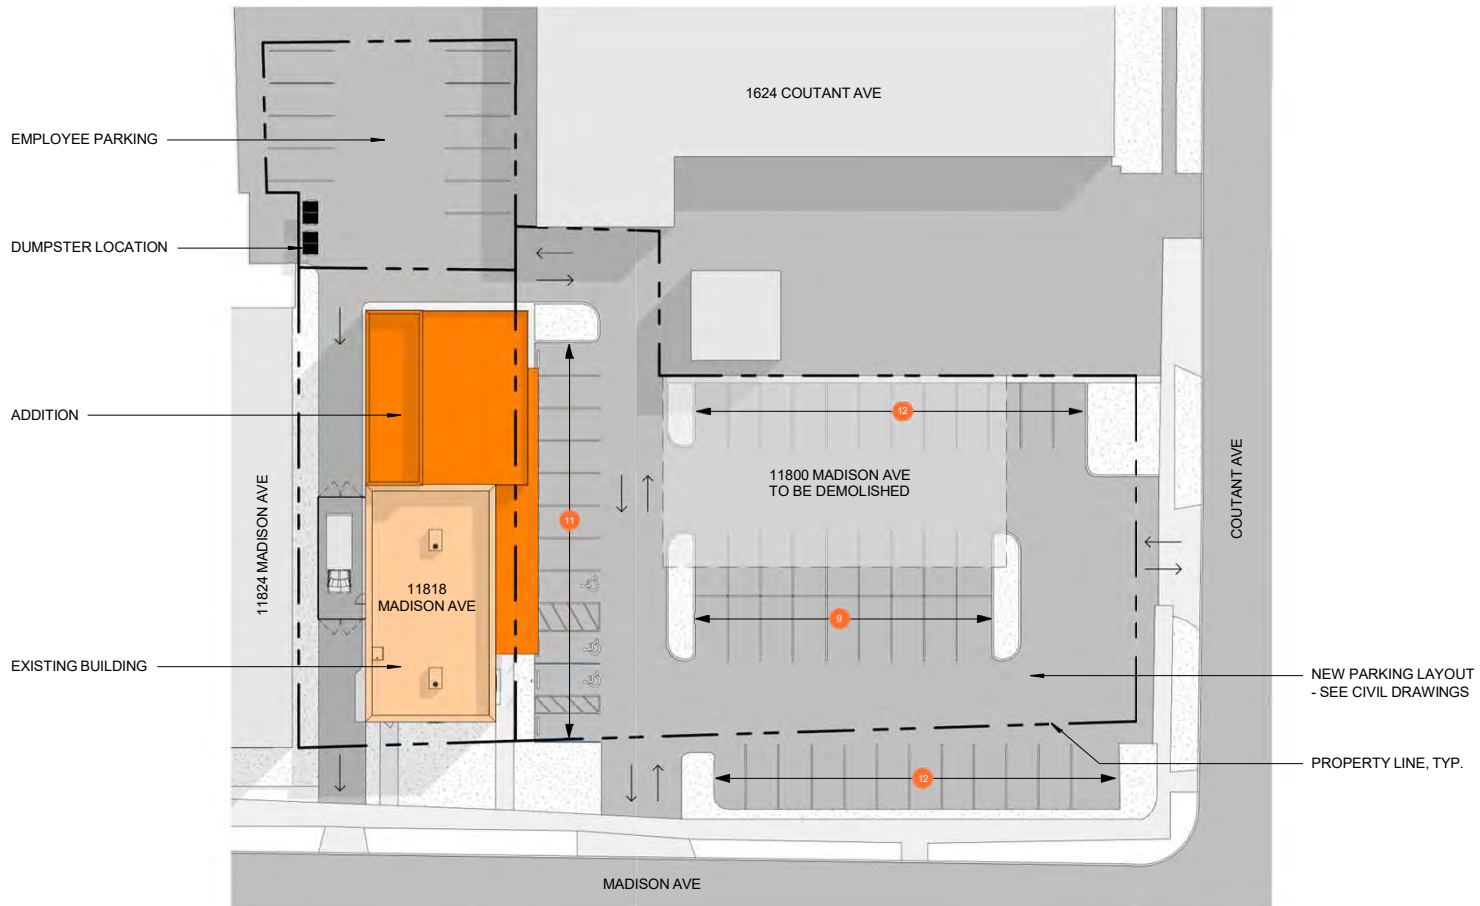 1624 COUTANT AVE
EMPLOYEE PARKING
DUMPSTER LOCATION
ADDITION
12
11800 MADISON AVE
TO BE DEMOLISHED
COUTANT AVE
11824 MADISON AVE
11
11818
MADISON AVE
9
EXISTING BUILDING
NEW PARKING LAYOUT
- SEE CIVIL DRAWINGS
PROPERTY LINE, TYP.
12
MADISON AVE